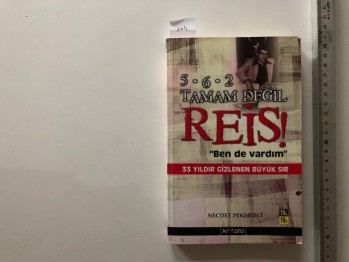 5-6-2
TAMAM DEĞİL
REİS!
"Ben de vardım"
33 YILDIR GİZLENEN BÜYÜK SIR
NECDET PEKMEZCİ